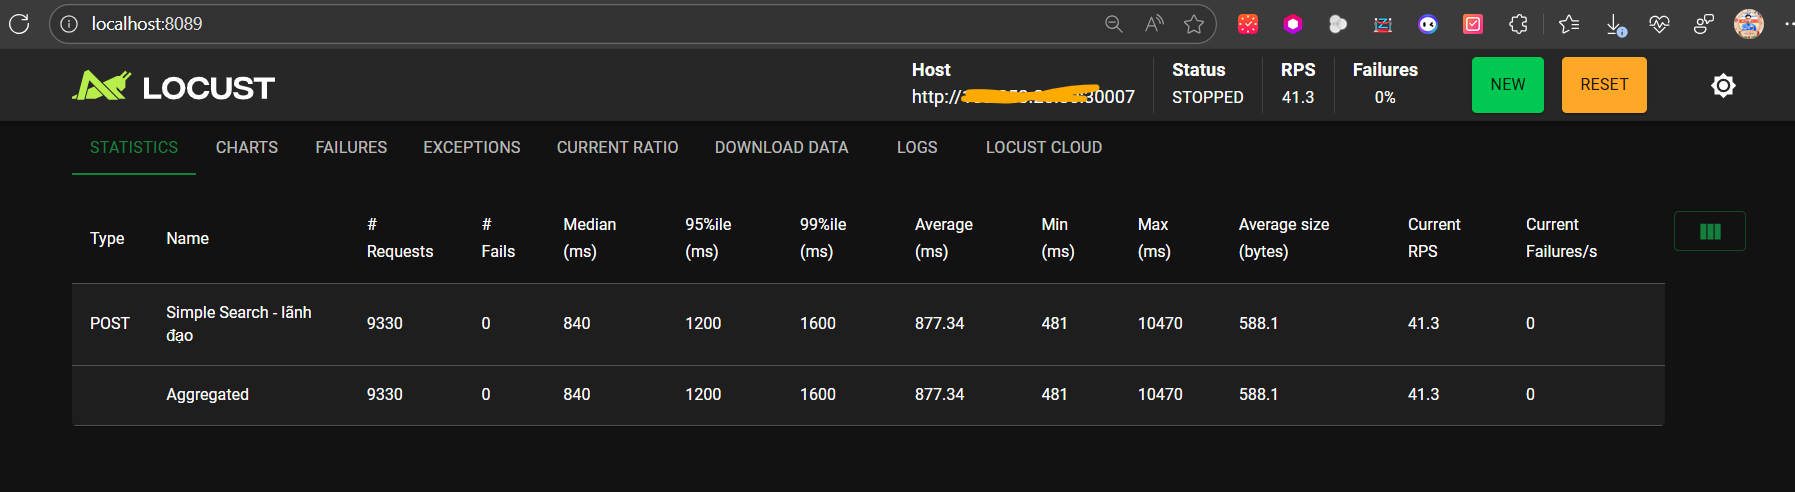 localhost:8089
LOCUST
Host
http:// :30007
Status
STOPPED
RPS
41.3
Failures
0%
NEW
RESET
STATISTICS CHARTS FAILURES EXCEPTIONS CURRENT RATIO DOWNLOAD DATA LOGS LOCUST CLOUD
Type Name # Requests # Fails Median (ms) 95%ile (ms) 99%ile (ms) Average (ms) Min (ms) Max (ms) Average size (bytes) Current RPS Current Failures/s
POST Simple Search - lãnh đạo 9330 0 840 1200 1600 877.34 481 10470 588.1 41.3 0
Aggregated 9330 0 840 1200 1600 877.34 481 10470 588.1 41.3 0